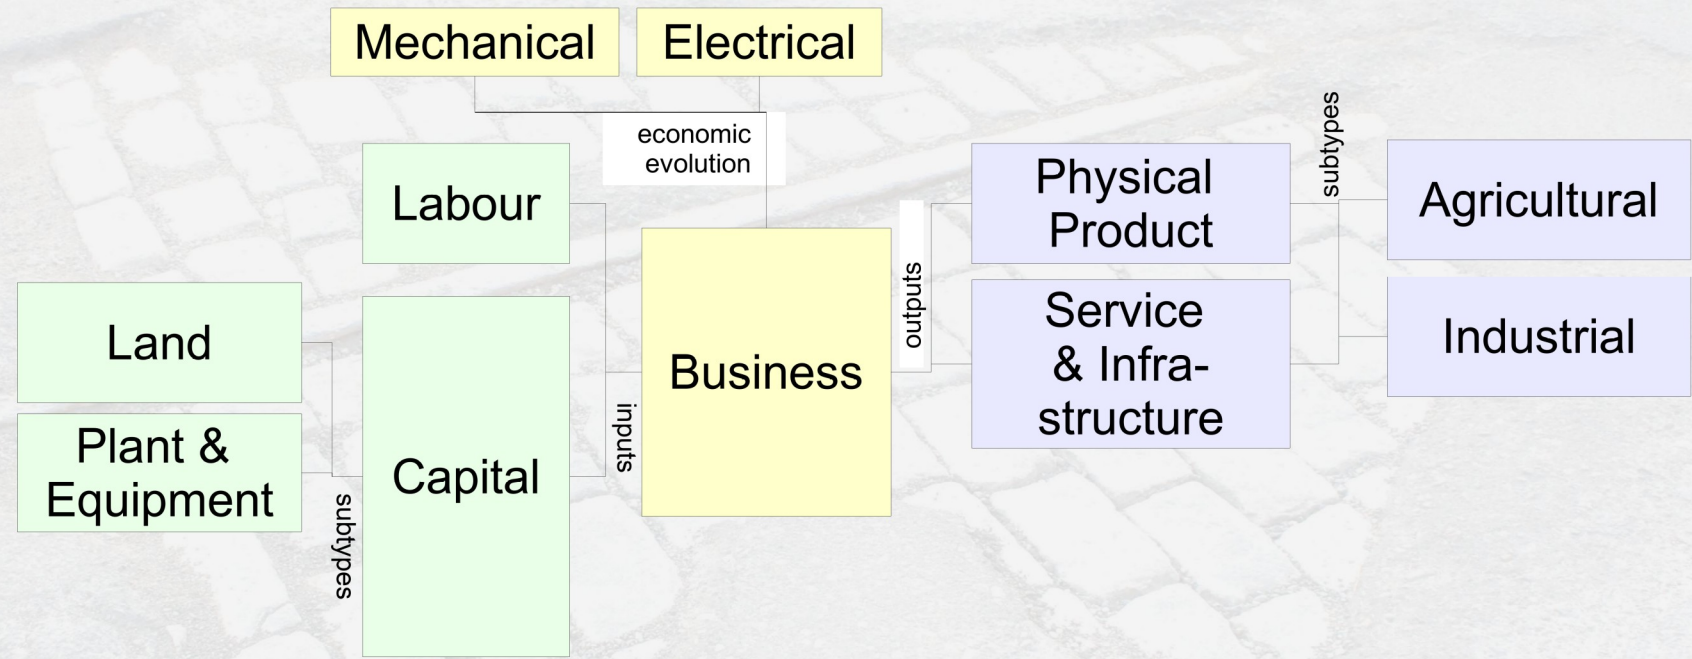 Mechanical
Electrical
economic
evolution
Labour
Land
Plant &
Equipment
subtypes
Capital
inputs
Business
outputs
Physical
Product
Service
& Infra-
structure
subtypes
Agricultural
Industrial